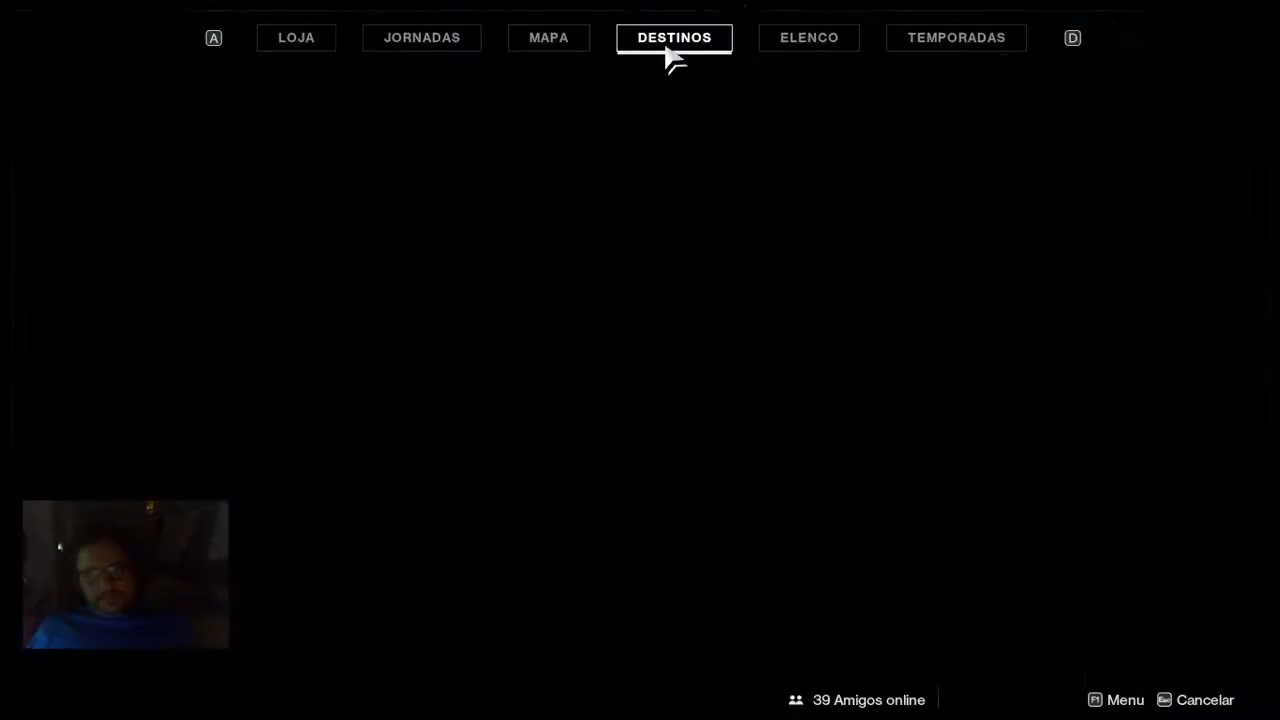 A LOJA JORNADAS MAPA DESTINOS ELENCO TEMPORADAS D
39 Amigos online F1 Menu Esc Cancelar